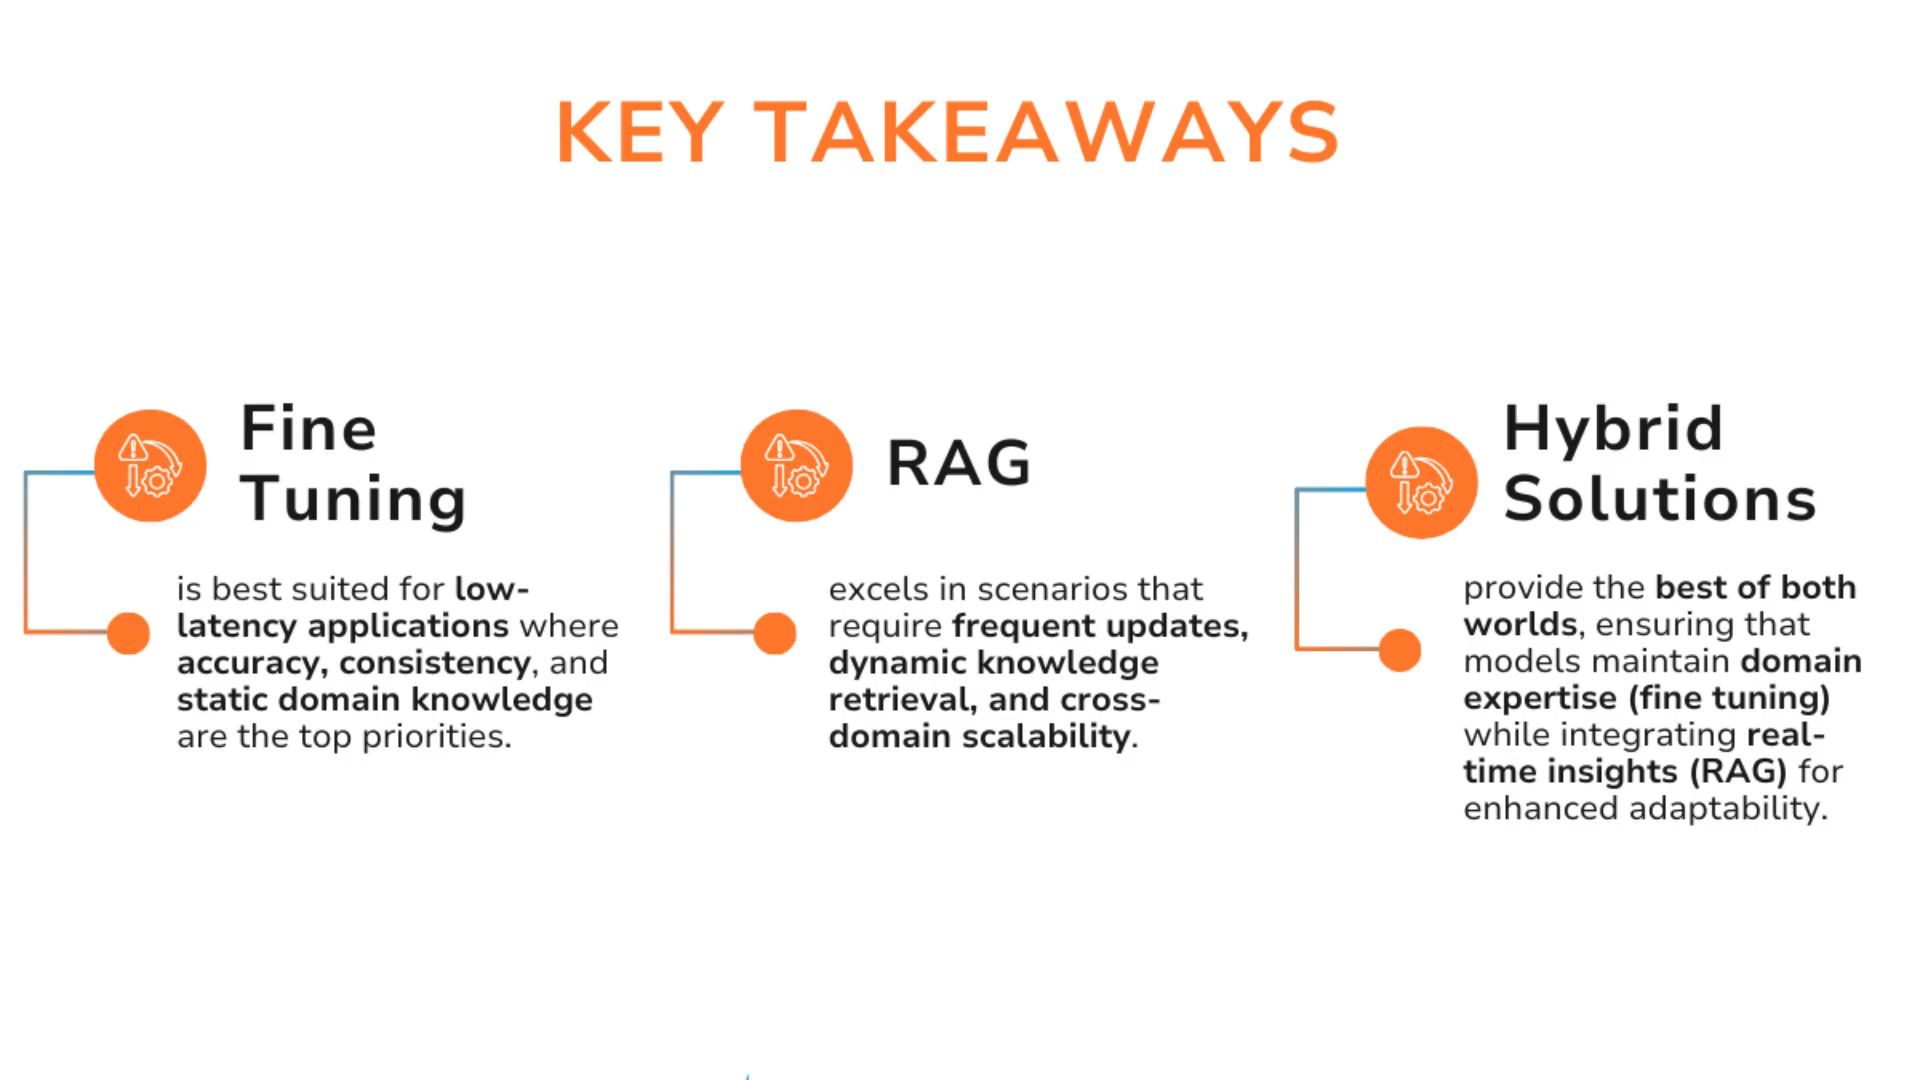 KEY TAKEAWAYS
Fine
Tuning
is best suited for low-
latency applications where
accuracy, consistency, and
static domain knowledge
are the top priorities.
RAG
excels in scenarios that
require frequent updates,
dynamic knowledge
retrieval, and cross-
domain scalability.
Hybrid
Solutions
provide the best of both
worlds, ensuring that
models maintain domain
expertise (fine tuning)
while integrating real-
time insights (RAG) for
enhanced adaptability.